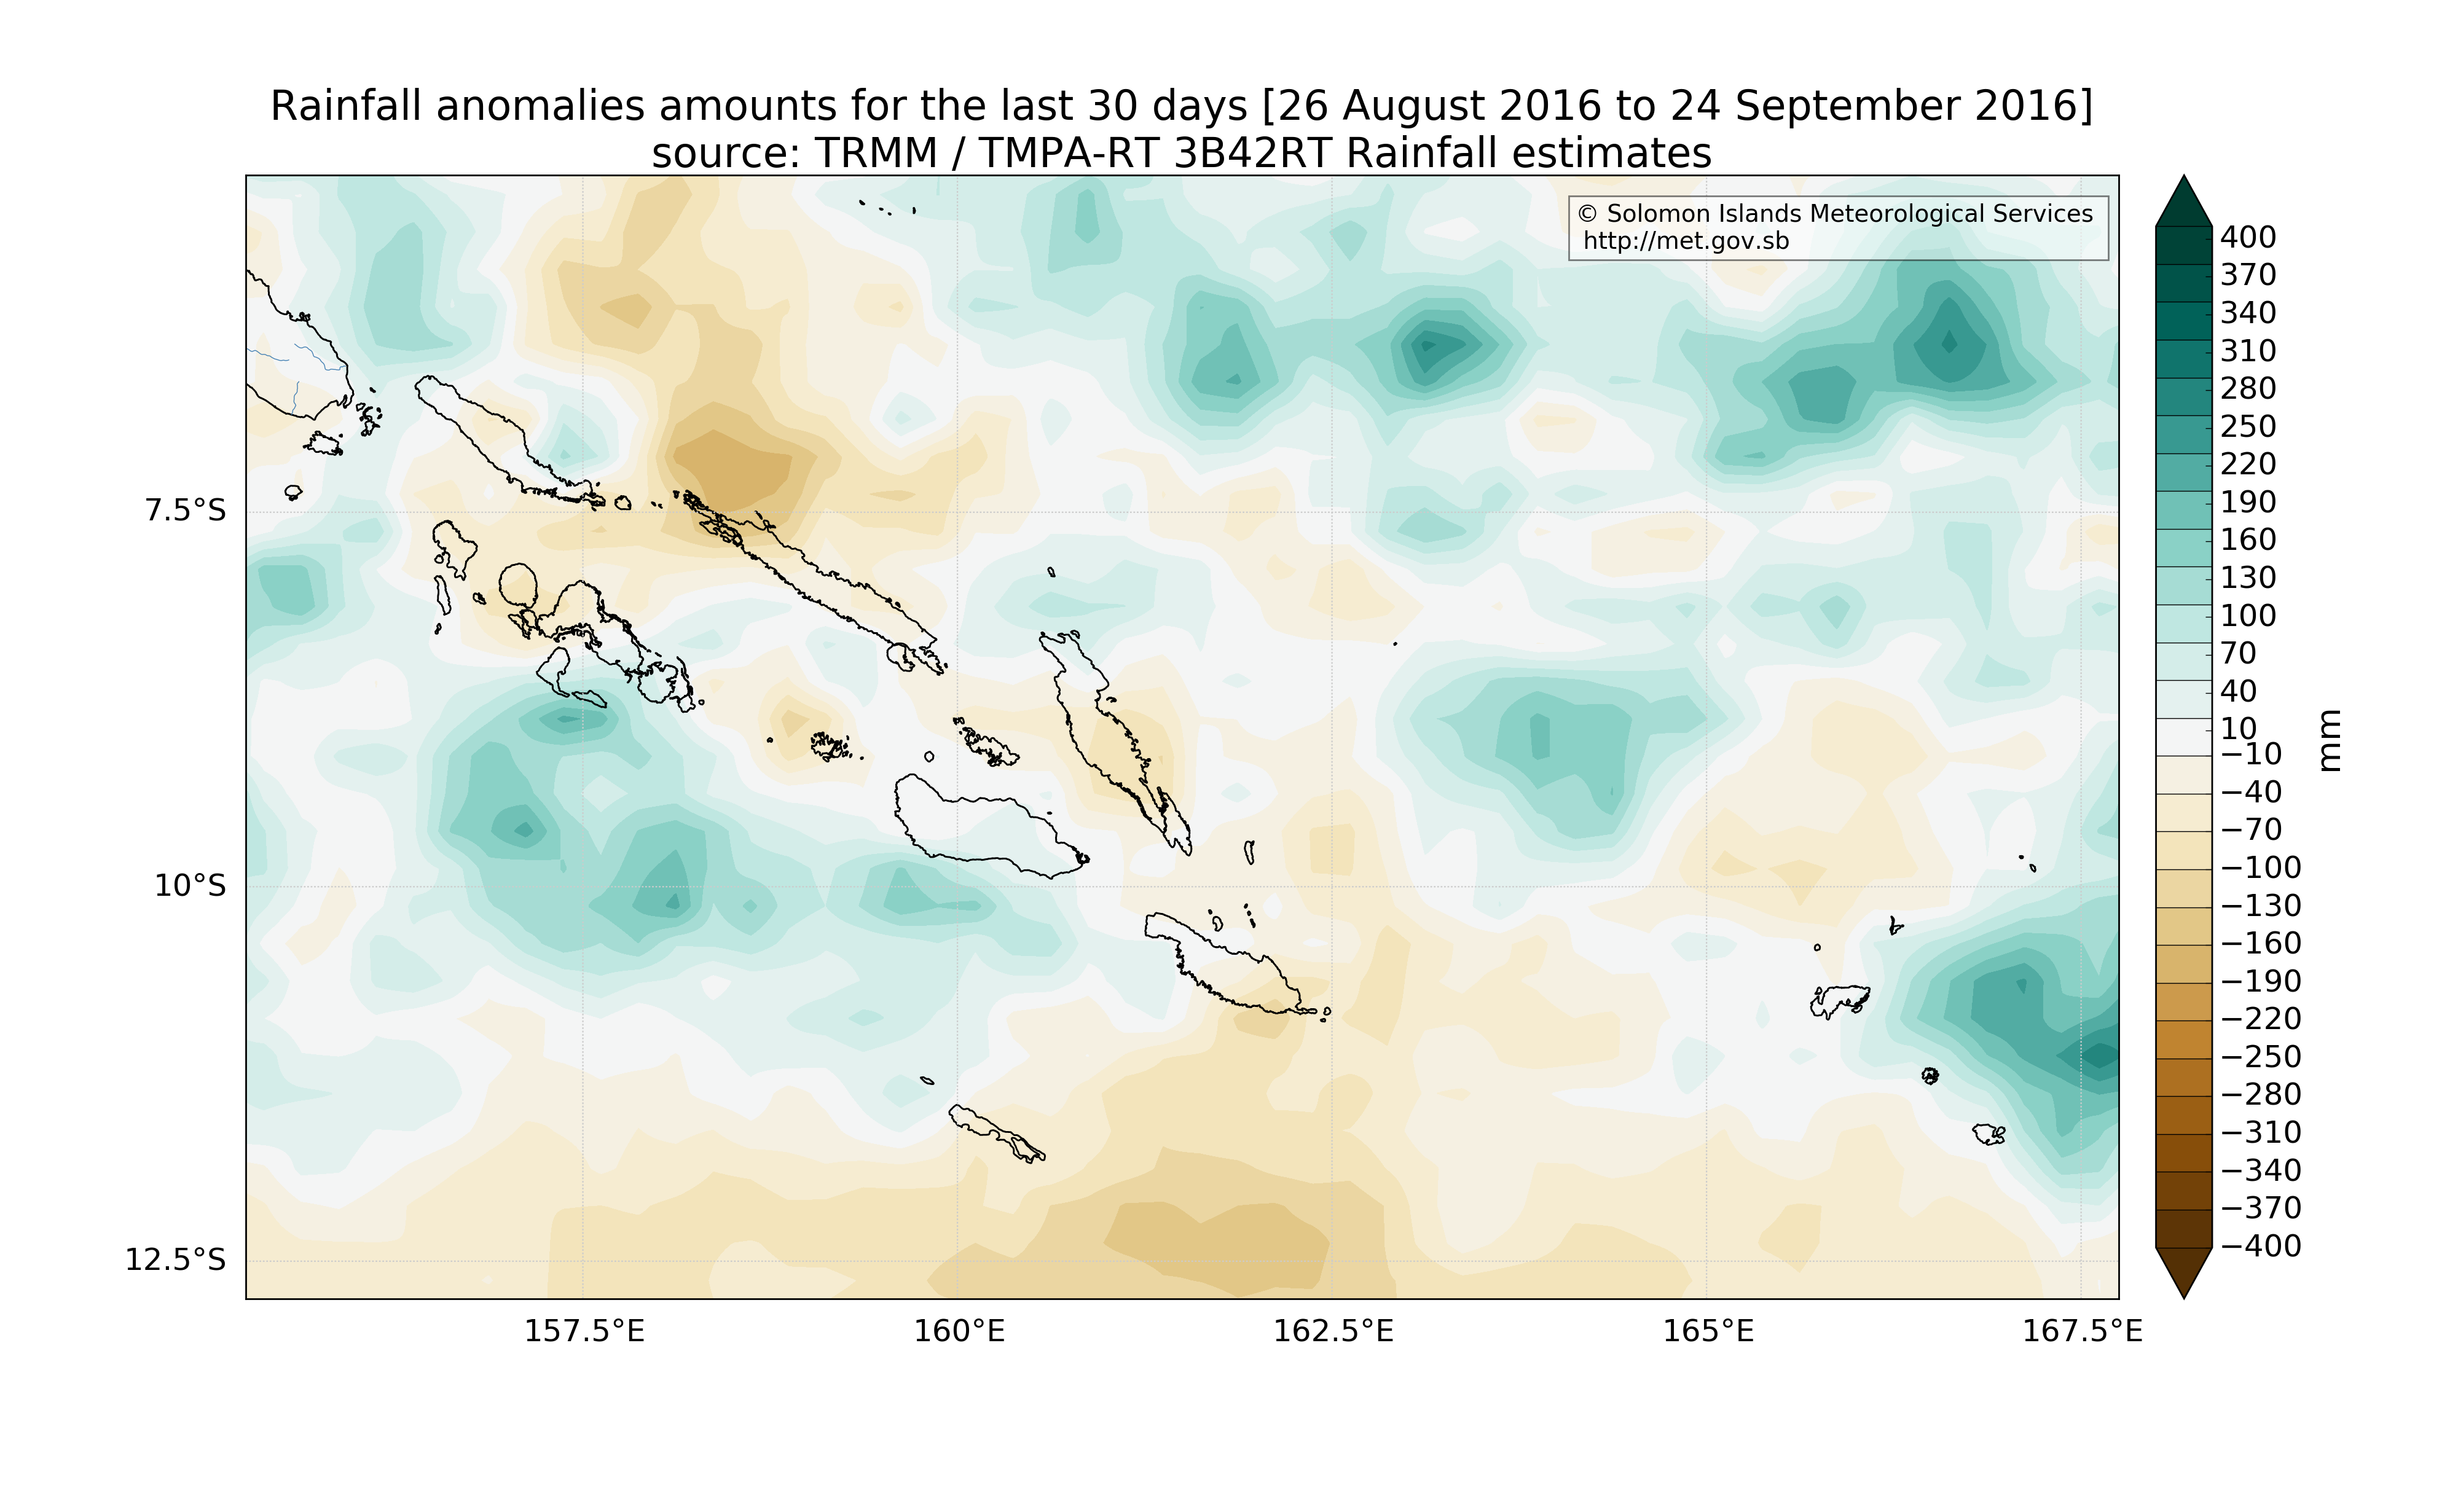 Rainfall anomalies amounts for the last 30 days [26 August 2016 to 24 September 2016]
source: TRMM / TMPA-RT 3B42RT Rainfall estimates
© Solomon Islands Meteorological Services
http://met.gov.sb
7.5°S
10°S
12.5°S
157.5°E
160°E
162.5°E
165°E
167.5°E
400
370
340
310
280
250
220
190
160
130
100
70
40
10
−10
−40
−70
−100
−130
−160
−190
−220
−250
−280
−310
−340
−370
−400
mm